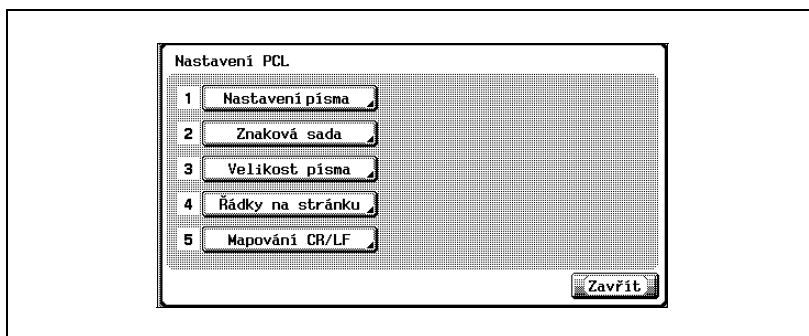 Nastavení PCL
1 Nastavení písma
2 Znaková sada
3 Velikost písma
4 Řádky na stránku
5 Mapování CR/LF
Zavřít